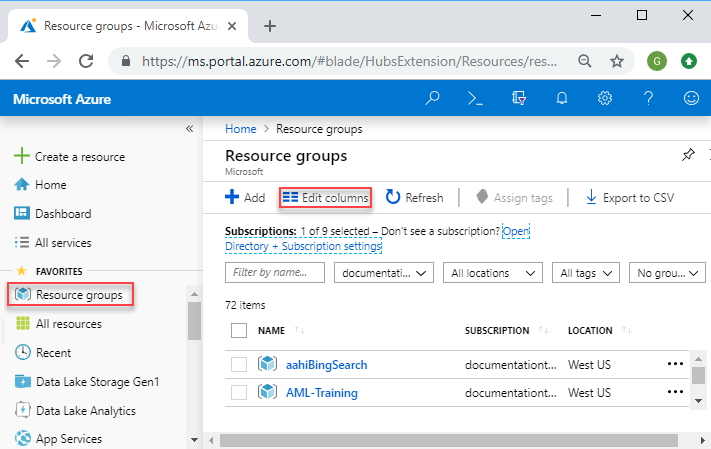 Resource groups - Microsoft Azur
https://ms.portal.azure.com/#blade/HubsExtension/Resources/res...
G
Microsoft Azure
Create a resource
Home
Dashboard
All services
FAVORITES
Resource groups
All resources
Recent
Data Lake Storage Gen1
Data Lake Analytics
App Services
Home > Resource groups
Resource groups
Microsoft
Add
Edit columns
Refresh
Assign tags
Export to CSV
Subscriptions: 1 of 9 selected – Don't see a subscription? Open
Directory + Subscription settings
Filter by name...
documentati...
All locations
All tags
No grou...
72 items
NAME
SUBSCRIPTION
LOCATION
aahiBingSearch
documentationt...
West US
AML-Training
documentationt...
West US